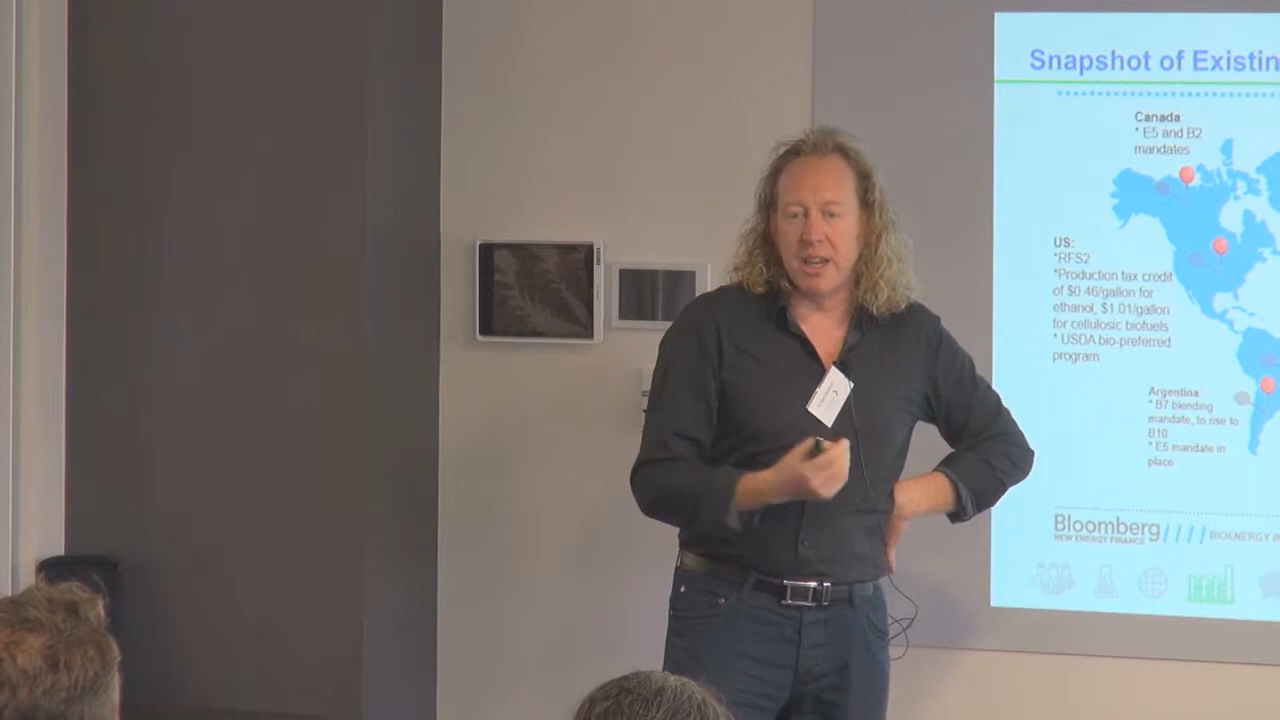 Snapshot of Existin
Canada:
* E5 and B2
mandates
US:
*RFS2
*Production tax credit
of $0.46/gallon for
ethanol, $1.01/gallon
for cellulosic biofuels
* USDA bio-preferred
program
Argentina:
* B7 blending
mandate, to rise to
B10
* E5 mandate in
place
Bloomberg
NEW ENERGY FINANCE
BIOENERGY